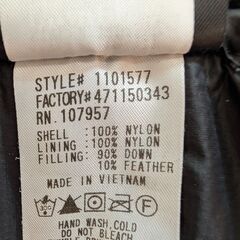 STYLE# 1101577
FACTORY#471150343
RN. 107957
SHELL :100% NYLON
LINING :100% NYLON
FILLING: 90% DOWN
10% FEATHER
MADE IN VIETNAM
HAND WASH, COLD
DO NOT BLEACH